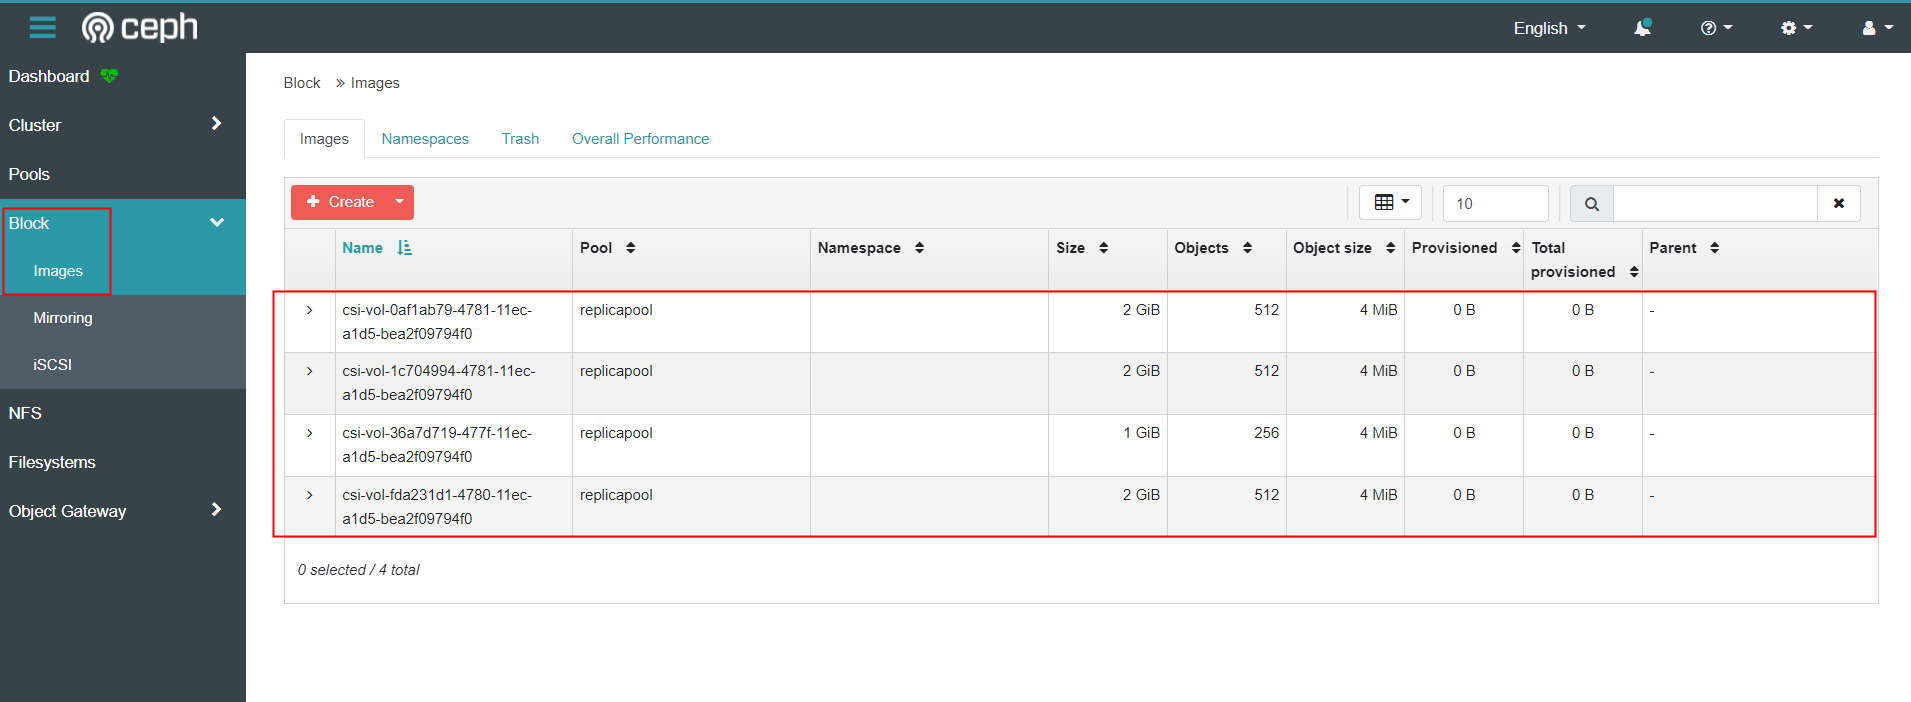 ceph
English
Dashboard
Cluster
Pools
Block
Images
Mirroring
iSCSI
NFS
Filesystems
Object Gateway
Block » Images
Images Namespaces Trash Overall Performance
Create 10
Name Pool Namespace Size Objects Object size Provisioned Total provisioned Parent
csi-vol-0af1ab79-4781-11ec-a1d5-bea2f09794f0 replicapool 2 GiB 512 4 MiB 0 B 0 B -
csi-vol-1c704994-4781-11ec-a1d5-bea2f09794f0 replicapool 2 GiB 512 4 MiB 0 B 0 B -
csi-vol-36a7d719-477f-11ec-a1d5-bea2f09794f0 replicapool 1 GiB 256 4 MiB 0 B 0 B -
csi-vol-fda231d1-4780-11ec-a1d5-bea2f09794f0 replicapool 2 GiB 512 4 MiB 0 B 0 B -
0 selected / 4 total